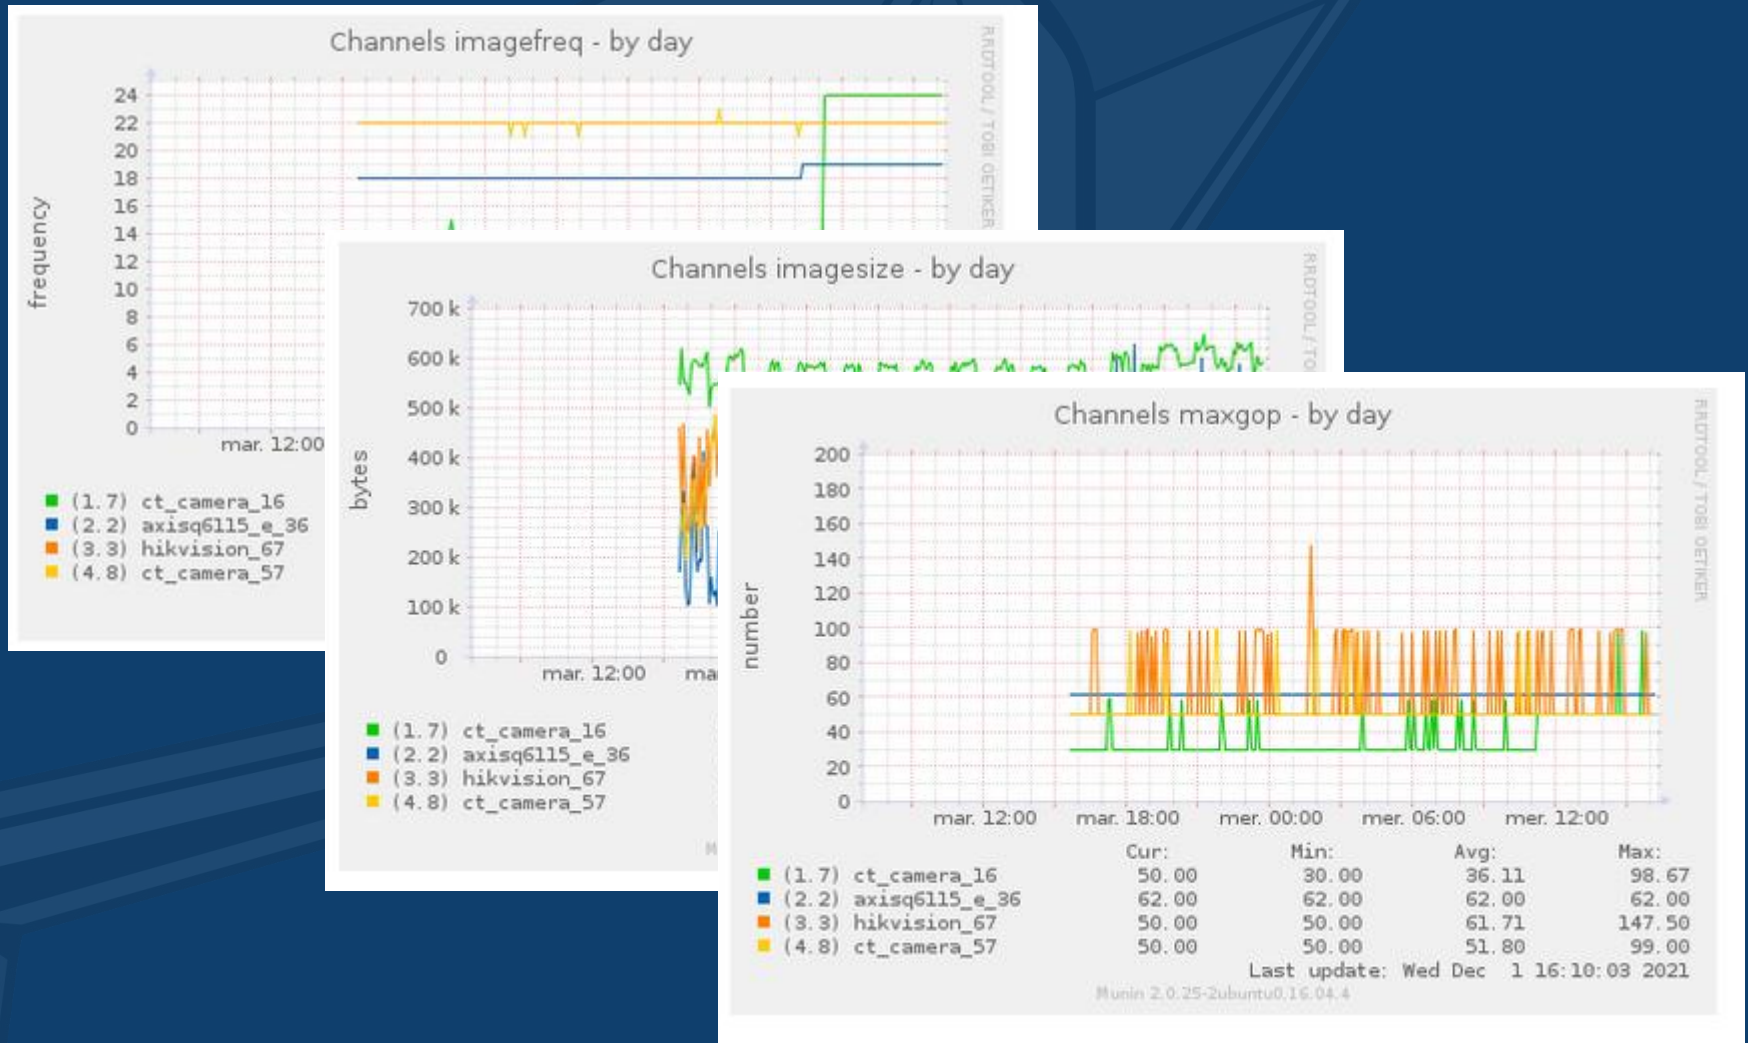 Channels imagefreq - by day
RRDTOOL / TOBI OETIKER
frequency
24
22
20
18
16
14
12
10
8
6
4
2
0
mar. 12:00
(1.7) ct_camera_16
(2.2) axisq6115_e_36
(3.3) hikvision_67
(4.8) ct_camera_57
Channels imagesize - by day
RRDTOOL / TO
bytes
700 k
600 k
500 k
400 k
300 k
200 k
100 k
0
mar. 12:00 ma
(1.7) ct_camera_16
(2.2) axisq6115_e_36
(3.3) hikvision_67
(4.8) ct_camera_57
M
Channels maxgop - by day
RRDTOOL / TOBI OETIKER
number
200
180
160
140
120
100
80
60
40
20
0
mar. 12:00 mar. 18:00 mer. 00:00 mer. 06:00 mer. 12:00
Cur: Min: Avg: Max:
(1.7) ct_camera_16 50.00 30.00 36.11 98.67
(2.2) axisq6115_e_36 62.00 62.00 62.00 62.00
(3.3) hikvision_67 50.00 50.00 61.71 147.50
(4.8) ct_camera_57 50.00 50.00 51.80 99.00
Last update: Wed Dec 1 16:10:03 2021
Munin 2.0.25-2ubuntu0.16.04.4